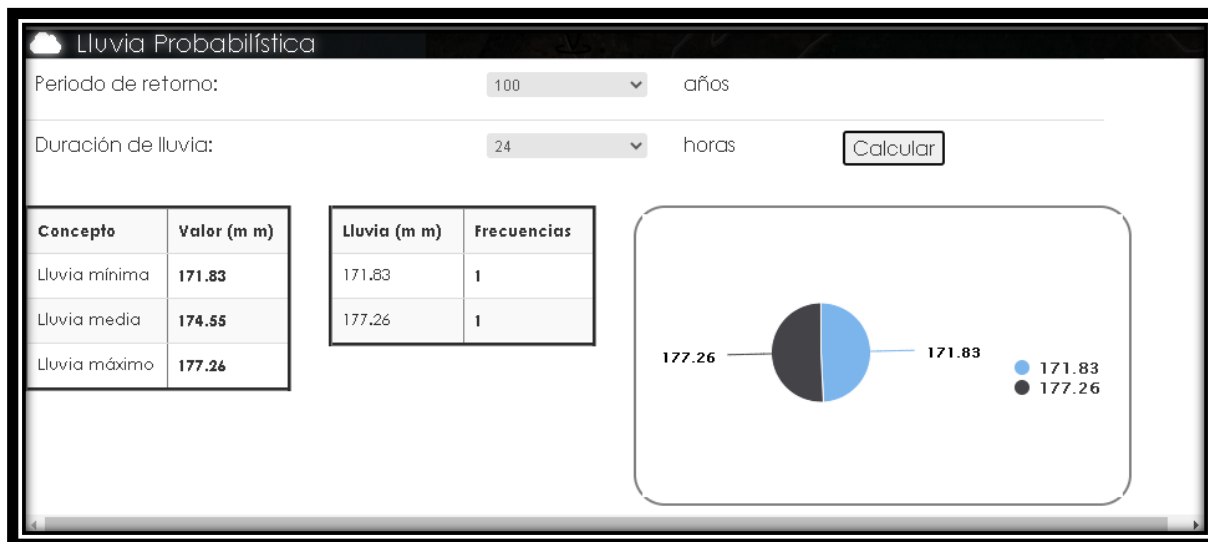 Lluvia Probabilística
Periodo de retorno: 100 años
Duración de lluvia: 24 horas Calcular
Concepto Valor (m m)
Lluvia mínima 171.83
Lluvia media 174.55
Lluvia máximo 177.26
Lluvia (m m) Frecuencias
171.83 1
177.26 1
177.26
171.83
171.83
177.26